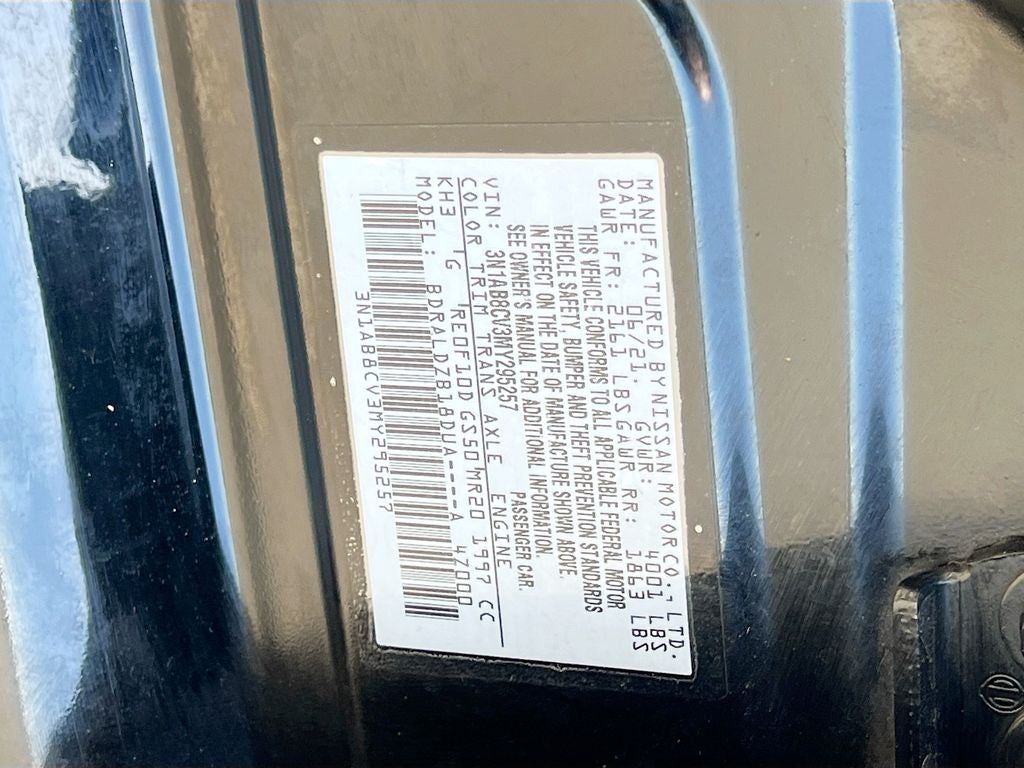 MANUFACTURED BY NISSAN MOTOR CO., LTD.
DATE: 06/21. GVWR: 4001 LBS
GAWR FR: 2161 LBS GAWR RR: 1863 LBS
THIS VEHICLE CONFORMS TO ALL APPLICABLE FEDERAL MOTOR
VEHICLE SAFETY, BUMPER AND THEFT PREVENTION STANDARDS
IN EFFECT ON THE DATE OF MANUFACTURE SHOWN ABOVE.
SEE OWNER'S MANUAL FOR ADDITIONAL INFORMATION.
VIN: 3N1AB8CV3MY295257 PASSENGER CAR.
COLOR TRIM TRANS AXLE ENGINE
KH3 G RE0F10D GS50 MR20 1997 CC
MODEL: BDRALDZB18DUA----A 47000
3N1AB8CV3MY295257